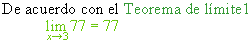 De acuerdo con el Teorema de límite1
lim 77 = 77
x→3